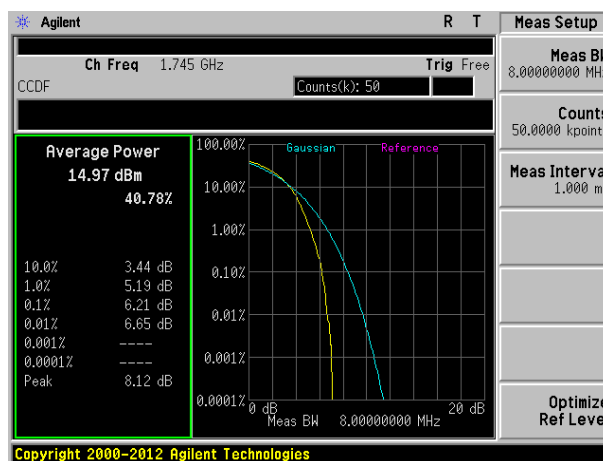 Agilent R T Meas Setup
Ch Freq 1.745 GHz Trig Free
Meas B
8.00000000 MH
CCDF Counts(k): 50
Counts
50.0000 kpoint
Average Power
14.97 dBm
40.78%
Meas Interva
1.000 m
10.0% 3.44 dB
1.0% 5.19 dB
0.1% 6.21 dB
0.01% 6.65 dB
0.001% ----
0.0001% ----
Peak 8.12 dB
100.00% Gaussian Reference
10.00%
1.00%
0.10%
0.01%
0.001%
0.0001%
0 dB 20 dB
Meas BW 8.00000000 MHz
Optimize
Ref Leve
Copyright 2000-2012 Agilent Technologies